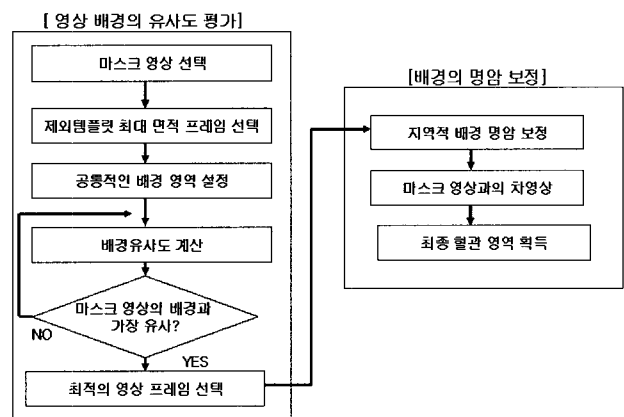 [ 영상 배경의 유사도 평가]
마스크 영상 선택
제외템플릿 최대 면적 프레임 선택
공통적인 배경 영역 설정
배경유사도 계산
마스크 영상의 배경과
가장 유사?
NO
YES
최적의 영상 프레임 선택
[배경의 명암 보정]
지역적 배경 명암 보정
마스크 영상과의 차영상
최종 혈관 영역 획득